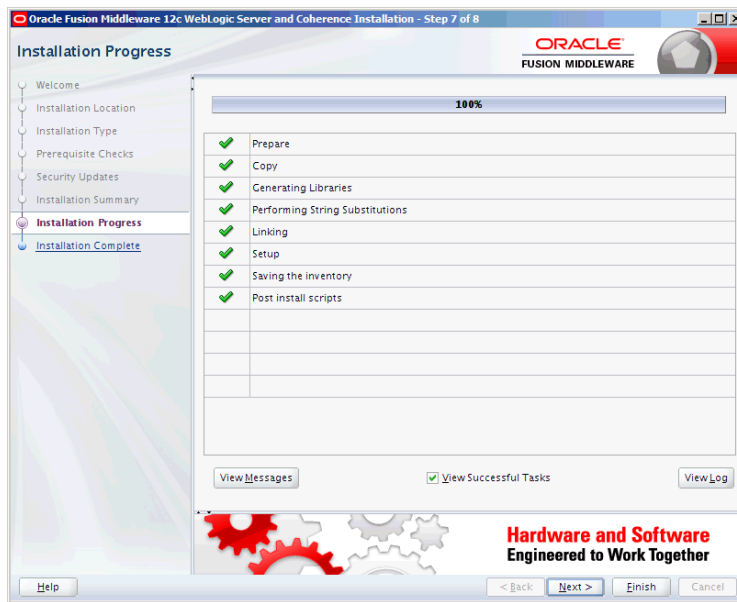 Oracle Fusion Middleware 12c WebLogic Server and Coherence Installation - Step 7 of 8
Installation Progress
ORACLE
FUSION MIDDLEWARE
Welcome
Installation Location
Installation Type
Prerequisite Checks
Security Updates
Installation Summary
Installation Progress
Installation Complete
100%
Prepare
Copy
Generating Libraries
Performing String Substitutions
Linking
Setup
Saving the inventory
Post install scripts
View Messages
View Successful Tasks
View Log
Hardware and Software
Engineered to Work Together
Help
< Back
Next >
Finish
Cancel